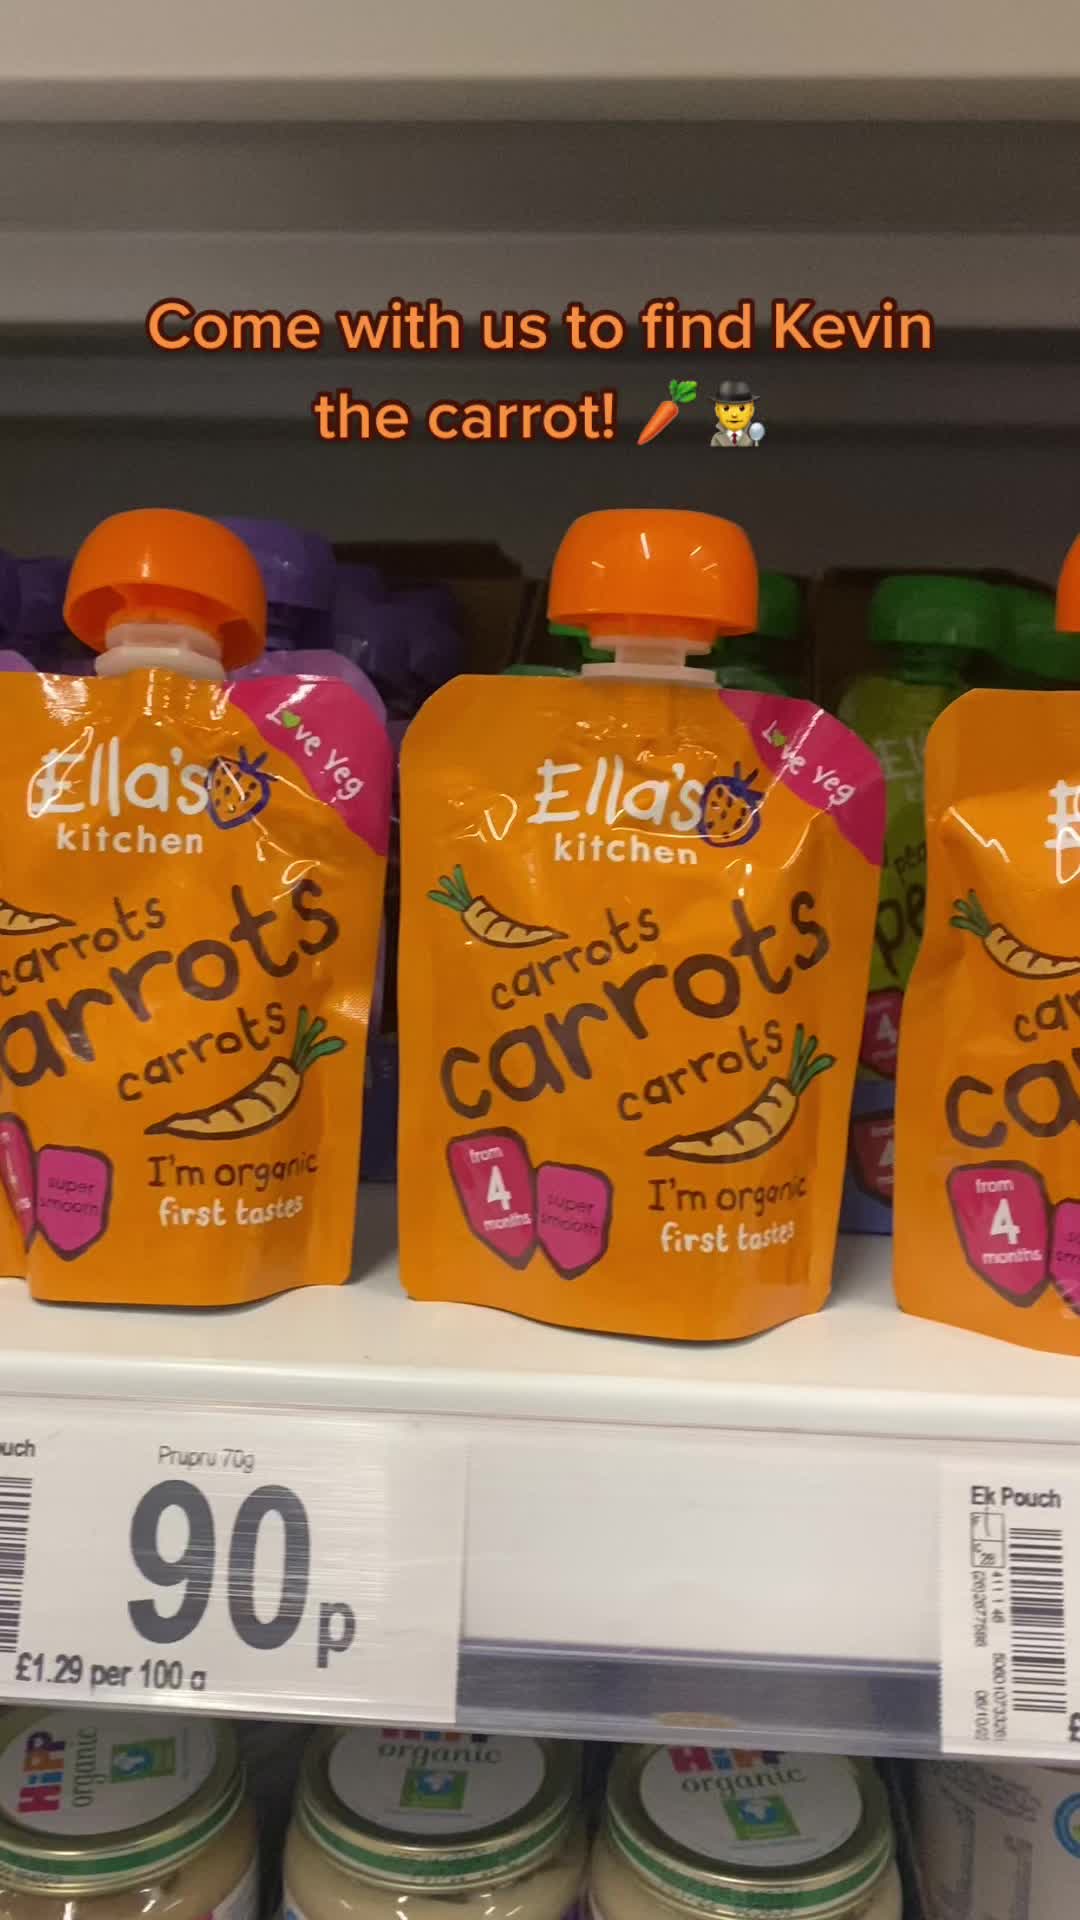 Come with us to find Kevin
the carrot! 🥕🕵️
Love Veg
Ella's
kitchen
carrots
carrots
I'm organic
first tastes
super
smooth
Love Veg
Ella's
kitchen
carrots
carrots
carrots
from
4
months
super
smooth
I'm organic
first tastes
from
4
months
Prupru 70g
90p
£1.29 per 100 g
Ek Pouch
HiPP
organic
organic
organic